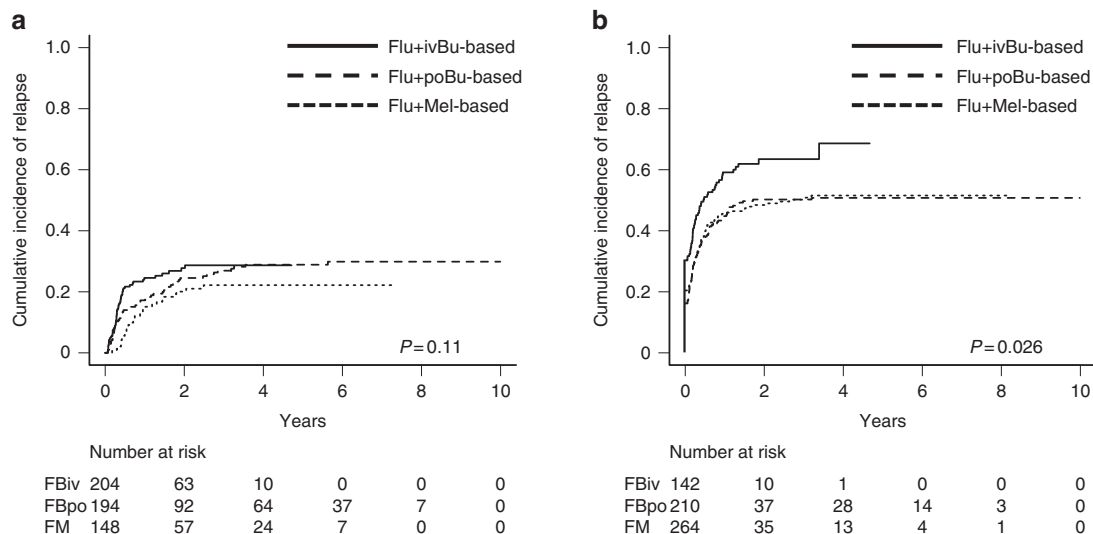 a
1.0
0.8
0.6
0.4
0.2
0
Cumulative incidence of relapse
Flu+ivBu-based
Flu+poBu-based
Flu+Mel-based
P=0.11
0 2 4 6 8 10
Years
Number at risk
FBiv 204 63 10 0 0 0
FBpo 194 92 64 37 7 0
FM 148 57 24 7 0 0
b
1.0
0.8
0.6
0.4
0.2
0
Cumulative incidence of relapse
Flu+ivBu-based
Flu+poBu-based
Flu+Mel-based
P=0.026
0 2 4 6 8 10
Years
Number at risk
FBiv 142 10 1 0 0 0
FBpo 210 37 28 14 3 0
FM 264 35 13 4 1 0